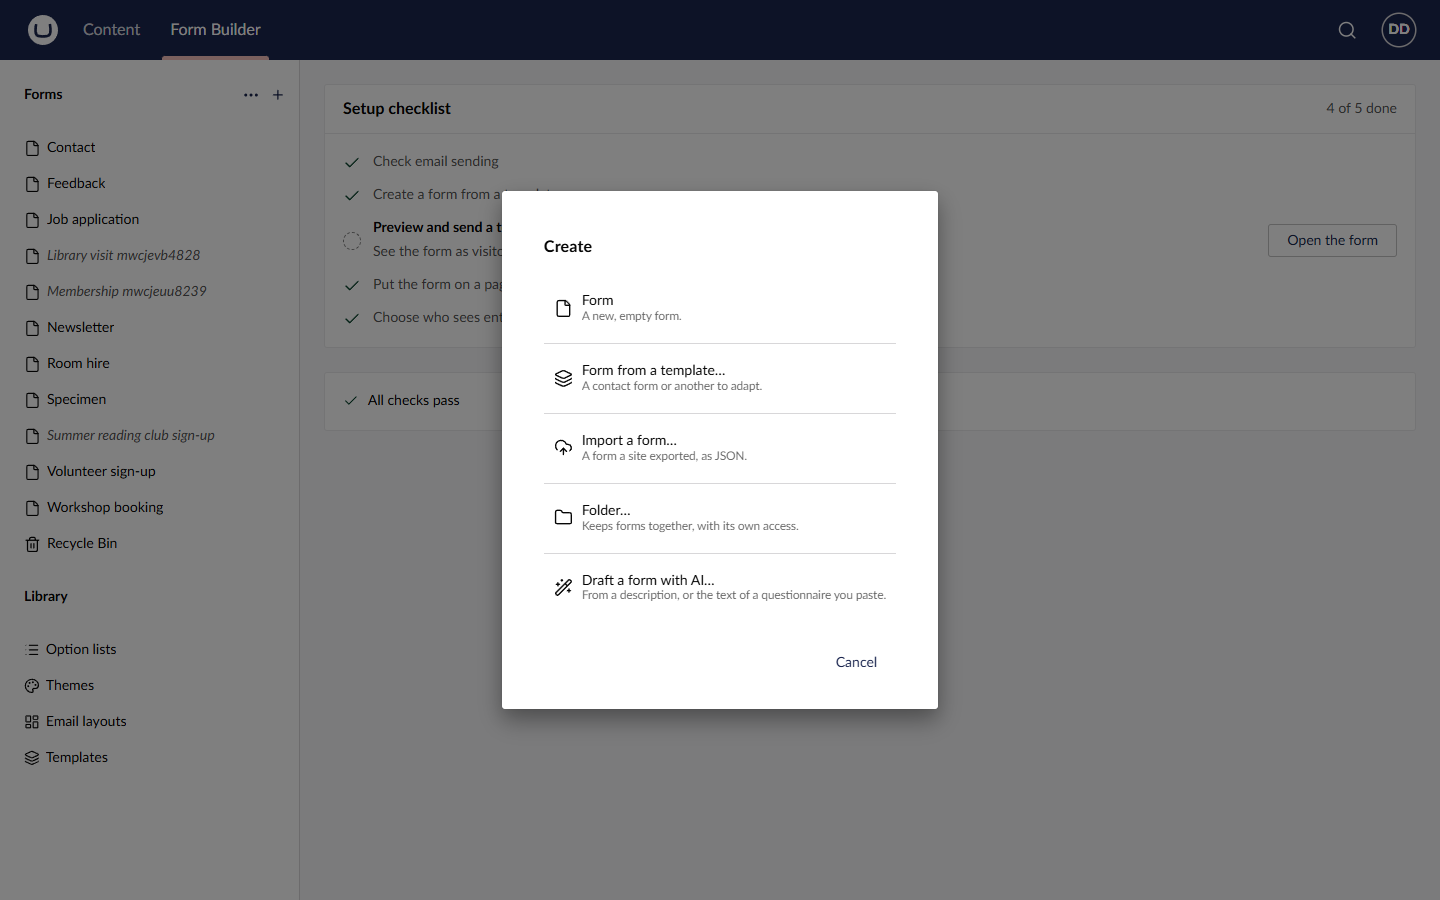 Content
Form Builder
DD
Forms
Contact
Feedback
Job application
Library visit mwcjevb4828
Membership mwcjeuu8239
Newsletter
Room hire
Specimen
Summer reading club sign-up
Volunteer sign-up
Workshop booking
Recycle Bin
Library
Option lists
Themes
Email layouts
Templates
Setup checklist
4 of 5 done
Check email sending
Create a form from a
Preview and send a
See the form as
Open the form
Put the form on a
Choose who sees
All checks pass
Create
Form
A new, empty form.
Form from a template...
A contact form or another to adapt.
Import a form...
A form a site exported, as JSON.
Folder...
Keeps forms together, with its own access.
Draft a form with AI...
From a description, or the text of a questionnaire you paste.
Cancel